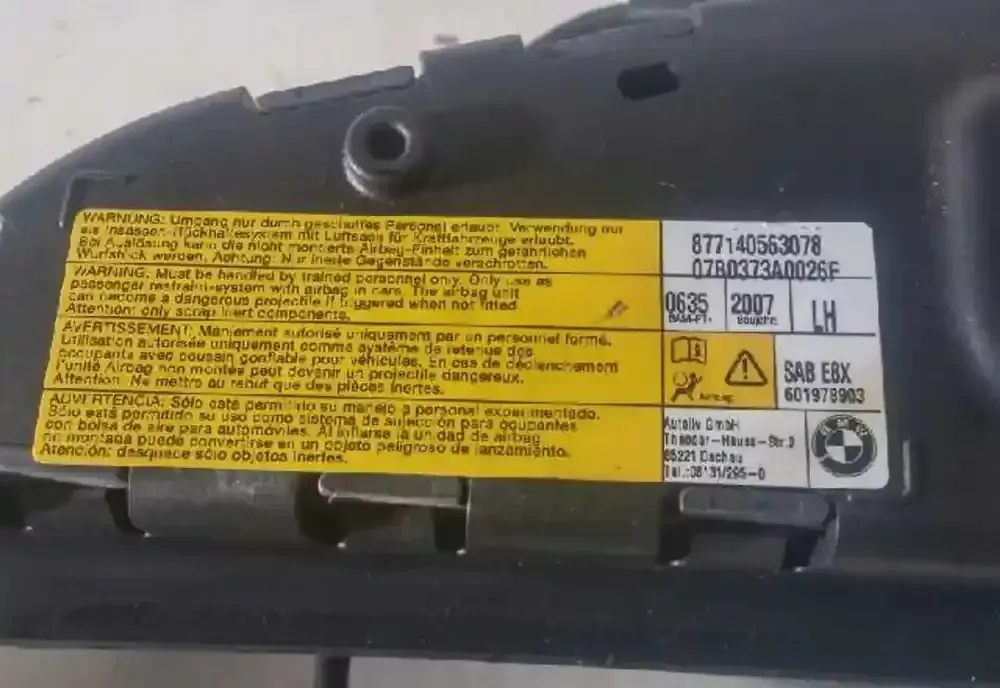 WARNUNG: Umgang nur durch geschultes Personal erlaubt. Verwendung nur
als Insassen-Rückhaltesystem mit Luftsack für Kraftfahrzeuge erlaubt.
Bei Auslösung kann die nicht montierte Airbag-Einheit zum gefährlichen
Wurfstück werden. Achtung: Nur inerte Gegenstände verschrotten.
WARNING: Must be handled by trained personnel only. Only use as
passenger restraint-system with airbag in cars. The airbag unit
can become a dangerous projectile if triggered when not fitted.
Attention: only scrap inert components.
AVERTISSEMENT: Maniement autorisé uniquement par un personnel formé.
Utilisation autorisée uniquement comme système de retenue des
occupants avec coussin gonflable pour véhicules. En cas de déclenchement
l'unité Airbag non montée peut devenir un projectile dangereux.
Attention: Ne mettre au rebut que des pièces inertes.
ADVERTENCIA: Sólo está permitido su manejo a personal experimentado.
Sólo está permitido su uso como sistema de sujección para ocupantes
con bolsa de aire para automóviles. Al inflarse la unidad de airbag
no montada puede convertirse en un objeto peligroso de lanzamiento.
Atención: desguace sólo objetos inertes.
877140563078
07B0373A0026F
0635
2007
LH
BAM-PT1
Baujahr
Airbag
SAB E8X
601978903
Autoliv GmbH
Theodor-Heuss-Str.2
85221 Dachau
Tel.:08131/295-0
BMW